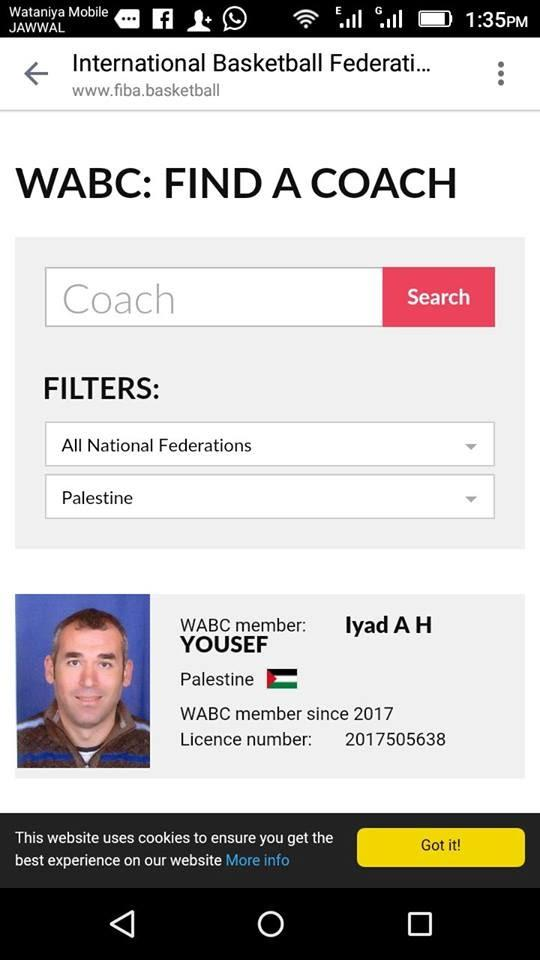 Wataniya Mobile
JAWWAL
E
G
1:35PM
International Basketball Federati...
www.fiba.basketball
WABC: FIND A COACH
Coach
Search
FILTERS:
All National Federations
Palestine
WABC member: Iyad A H
YOUSEF
Palestine
WABC member since 2017
Licence number: 2017505638
This website uses cookies to ensure you get the
best experience on our website More info
Got it!